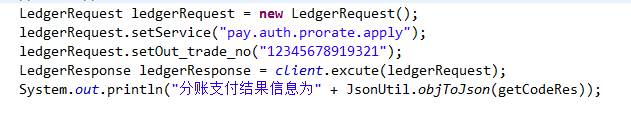 LedgerRequest ledgerRequest = new LedgerRequest();
ledgerRequest.setService("pay.auth.prorate.apply");
ledgerRequest.setOut_trade_no("12345678919321");
LedgerResponse ledgerResponse = client.excute(ledgerRequest);
System.out.println("分账支付结果信息为" + JsonUtil.objToJson(getCodeRes));